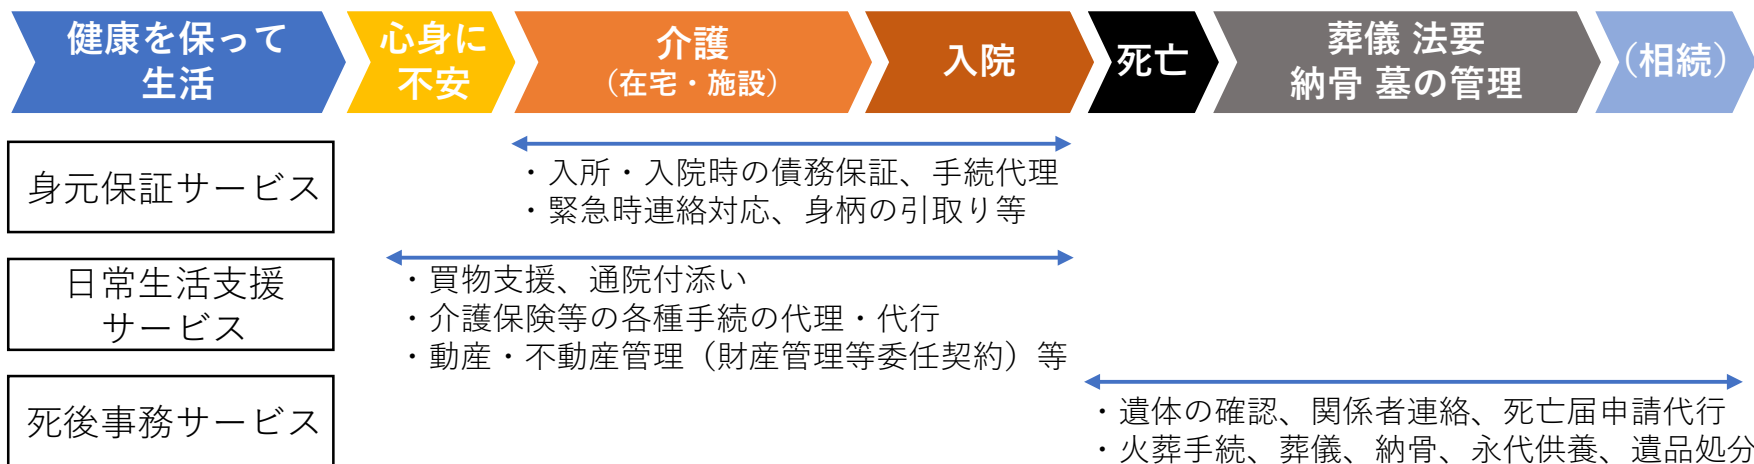 健康を保って
生活
心身に
不安
介護
（在宅・施設）
入院
死亡
葬儀 法要
納骨 墓の管理
（相続）
身元保証サービス
・入所・入院時の債務保証、手続代理
・緊急時連絡対応、身柄の引取り等
日常生活支援
サービス
・買物支援、通院付添い
・介護保険等の各種手続の代理・代行
・動産・不動産管理（財産管理等委任契約）等
死後事務サービス
・遺体の確認、関係者連絡、死亡届申請代行
・火葬手続、葬儀、納骨、永代供養、遺品処分